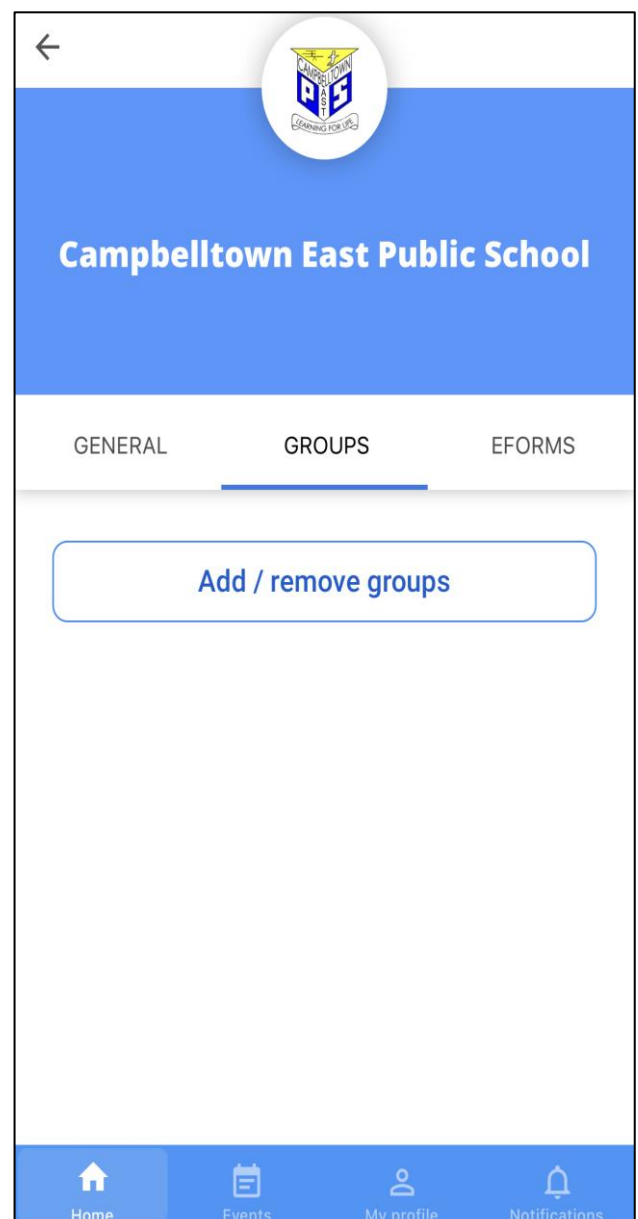 CAMPBELLTOWN
EAST
P S
LEARNING FOR LIFE
Campbelltown East Public School
GENERAL GROUPS EFORMS
Add / remove groups
Home Events My profile Notifications